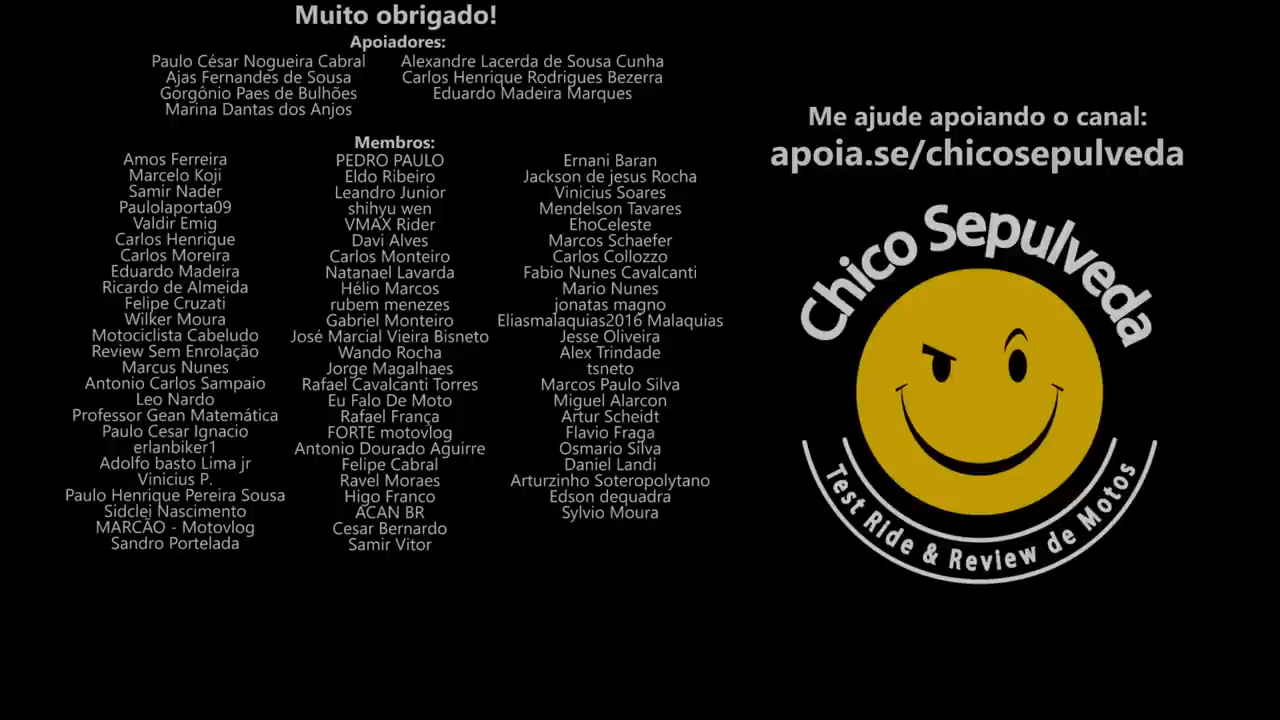 Muito obrigado!
Apoiadores:
Paulo César Nogueira Cabral
Ajas Fernandes de Sousa
Gorgônio Paes de Bulhões
Marina Dantas dos Anjos
Alexandre Lacerda de Sousa Cunha
Carlos Henrique Rodrigues Bezerra
Eduardo Madeira Marques
Membros:
Amos Ferreira
Marcelo Koji
Samir Nader
Paulolaporta09
Valdir Emig
Carlos Henrique
Carlos Moreira
Eduardo Madeira
Ricardo de Almeida
Felipe Cruzati
Wilker Moura
Motociclista Cabeludo
Review Sem Enrolação
Marcus Nunes
Antonio Carlos Sampaio
Leo Nardo
Professor Gean Matemática
Paulo Cesar Ignacio
erlanbiker1
Adolfo basto Lima jr
Vinicius P.
Paulo Henrique Pereira Sousa
Sidclei Nascimento
MARCÃO - Motovlog
Sandro Portelada
PEDRO PAULO
Eldo Ribeiro
Leandro Junior
shihyu wen
VMAX Rider
Davi Alves
Carlos Monteiro
Natanael Lavarda
Hélio Marcos
rubem menezes
Gabriel Monteiro
José Marcial Vieira Bisneto
Wando Rocha
Jorge Magalhaes
Rafael Cavalcanti Torres
Eu Falo De Moto
Rafael França
FORTE motovlog
Antonio Dourado Aguirre
Felipe Cabral
Ravel Moraes
Higo Franco
ACAN BR
Cesar Bernardo
Samir Vitor
Ernani Baran
Jackson de jesus Rocha
Vinicius Soares
Mendelson Tavares
EhoCeleste
Marcos Schaefer
Carlos Collozzo
Fabio Nunes Cavalcanti
Mario Nunes
jonatas magno
Eliasmalaquias2016 Malaquias
Jesse Oliveira
Alex Trindade
tsneto
Marcos Paulo Silva
Miguel Alarcon
Artur Scheidt
Flavio Fraga
Osmario Silva
Daniel Landi
Arturzinho Soteropolytano
Edson dequadra
Sylvio Moura
Me ajude apoiando o canal:
apoia.se/chicosepulveda
Chico Sepulveda
Test Ride & Review de Motos